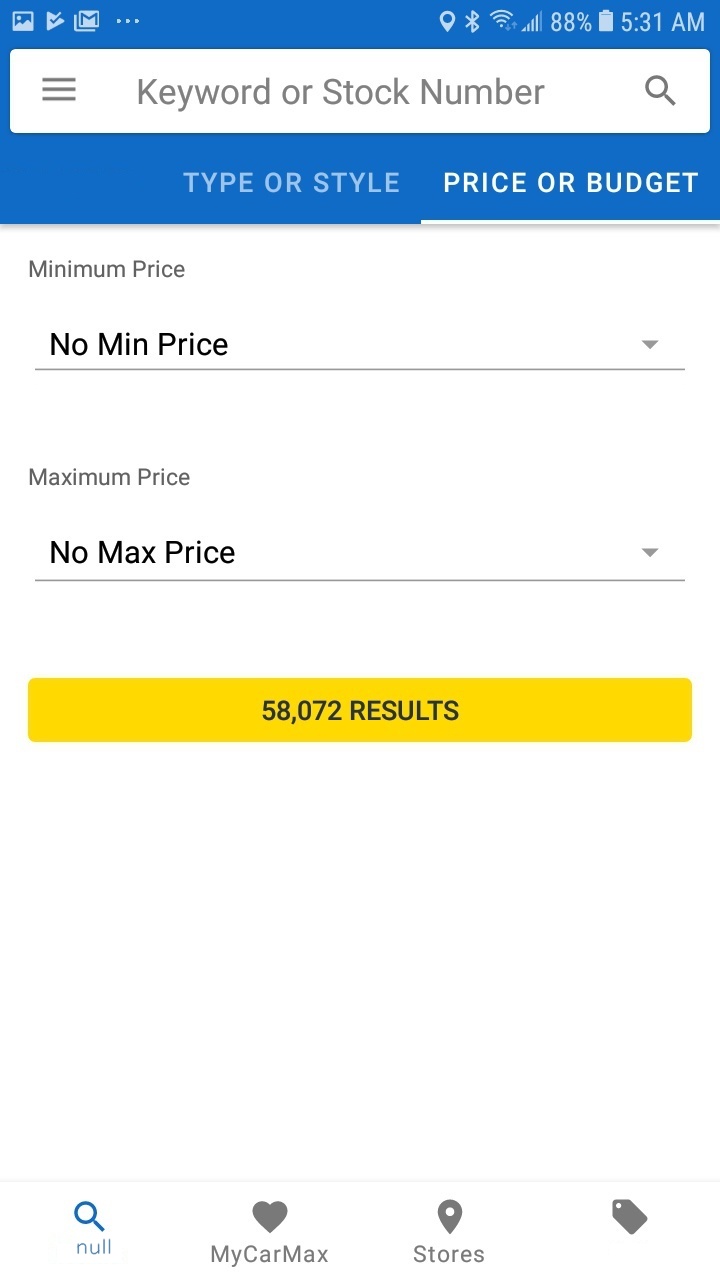 88% 5:31 AM
Keyword or Stock Number
TYPE OR STYLE PRICE OR BUDGET
Minimum Price
No Min Price
Maximum Price
No Max Price
58,072 RESULTS
null MyCarMax Stores